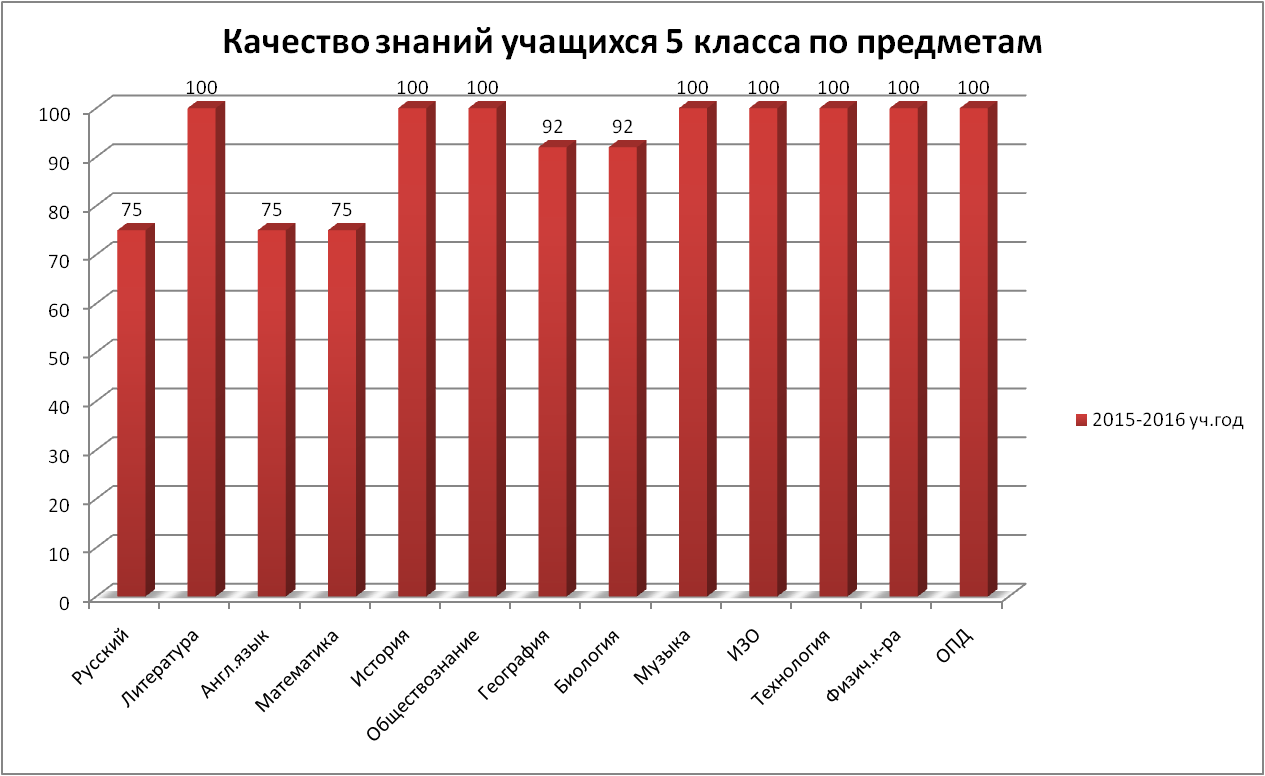 Качество знаний учащихся 5 класса по предметам
100 100 100 100 100 100 100 100
92 92
75 75 75
100
90
80
70
60
50
40
30
20
10
0
Русский
Литература
Англ.язык
Математика
История
Обществознание
География
Биология
Музыка
ИЗО
Технология
Физич.к-ра
ОПД
2015-2016 уч.год